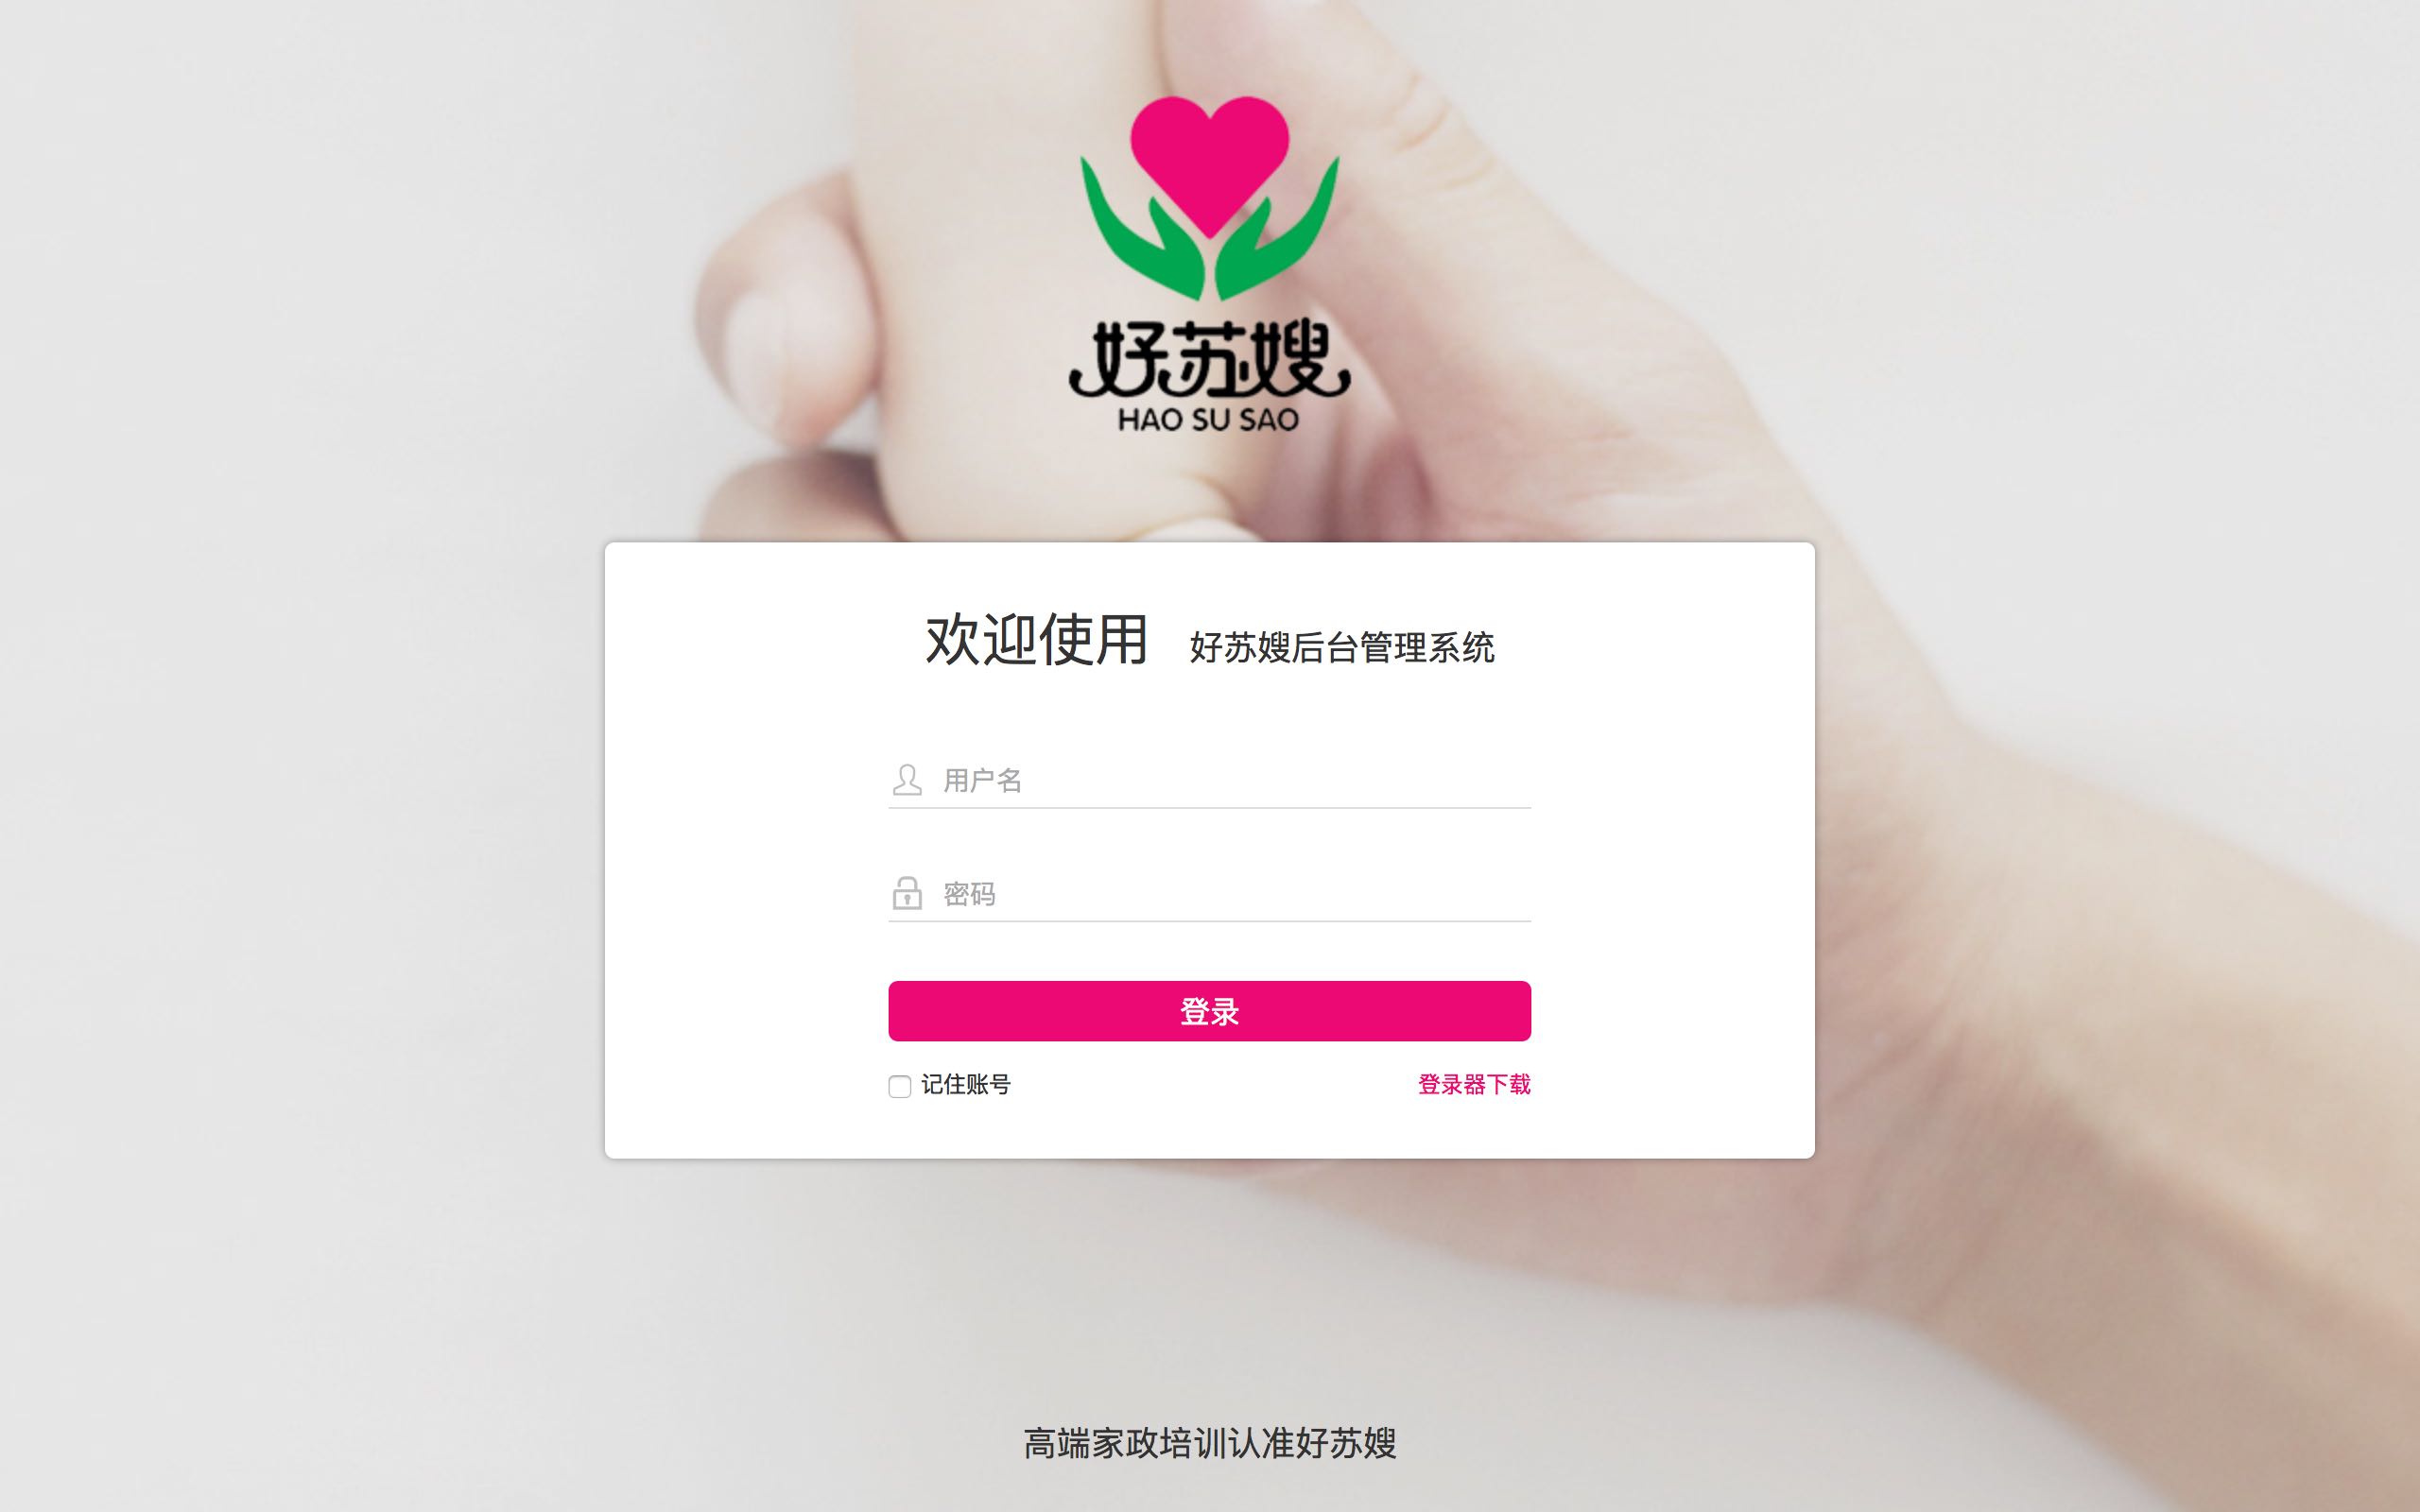 好苏嫂
HAO SU SAO
欢迎使用 好苏嫂后台管理系统
用户名
密码
登录
记住账号 登录器下载
高端家政培训认准好苏嫂